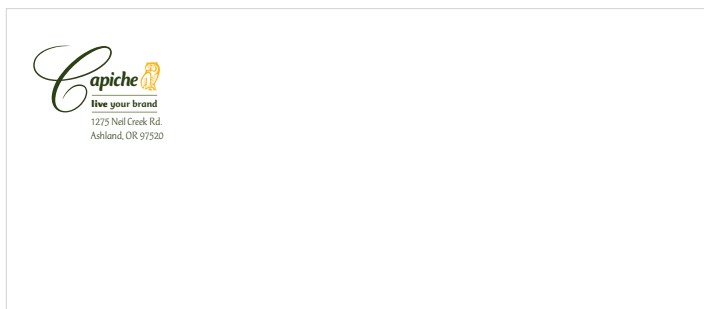 Capiche
live your brand
1275 Neil Creek Rd.
Ashland, OR 97520